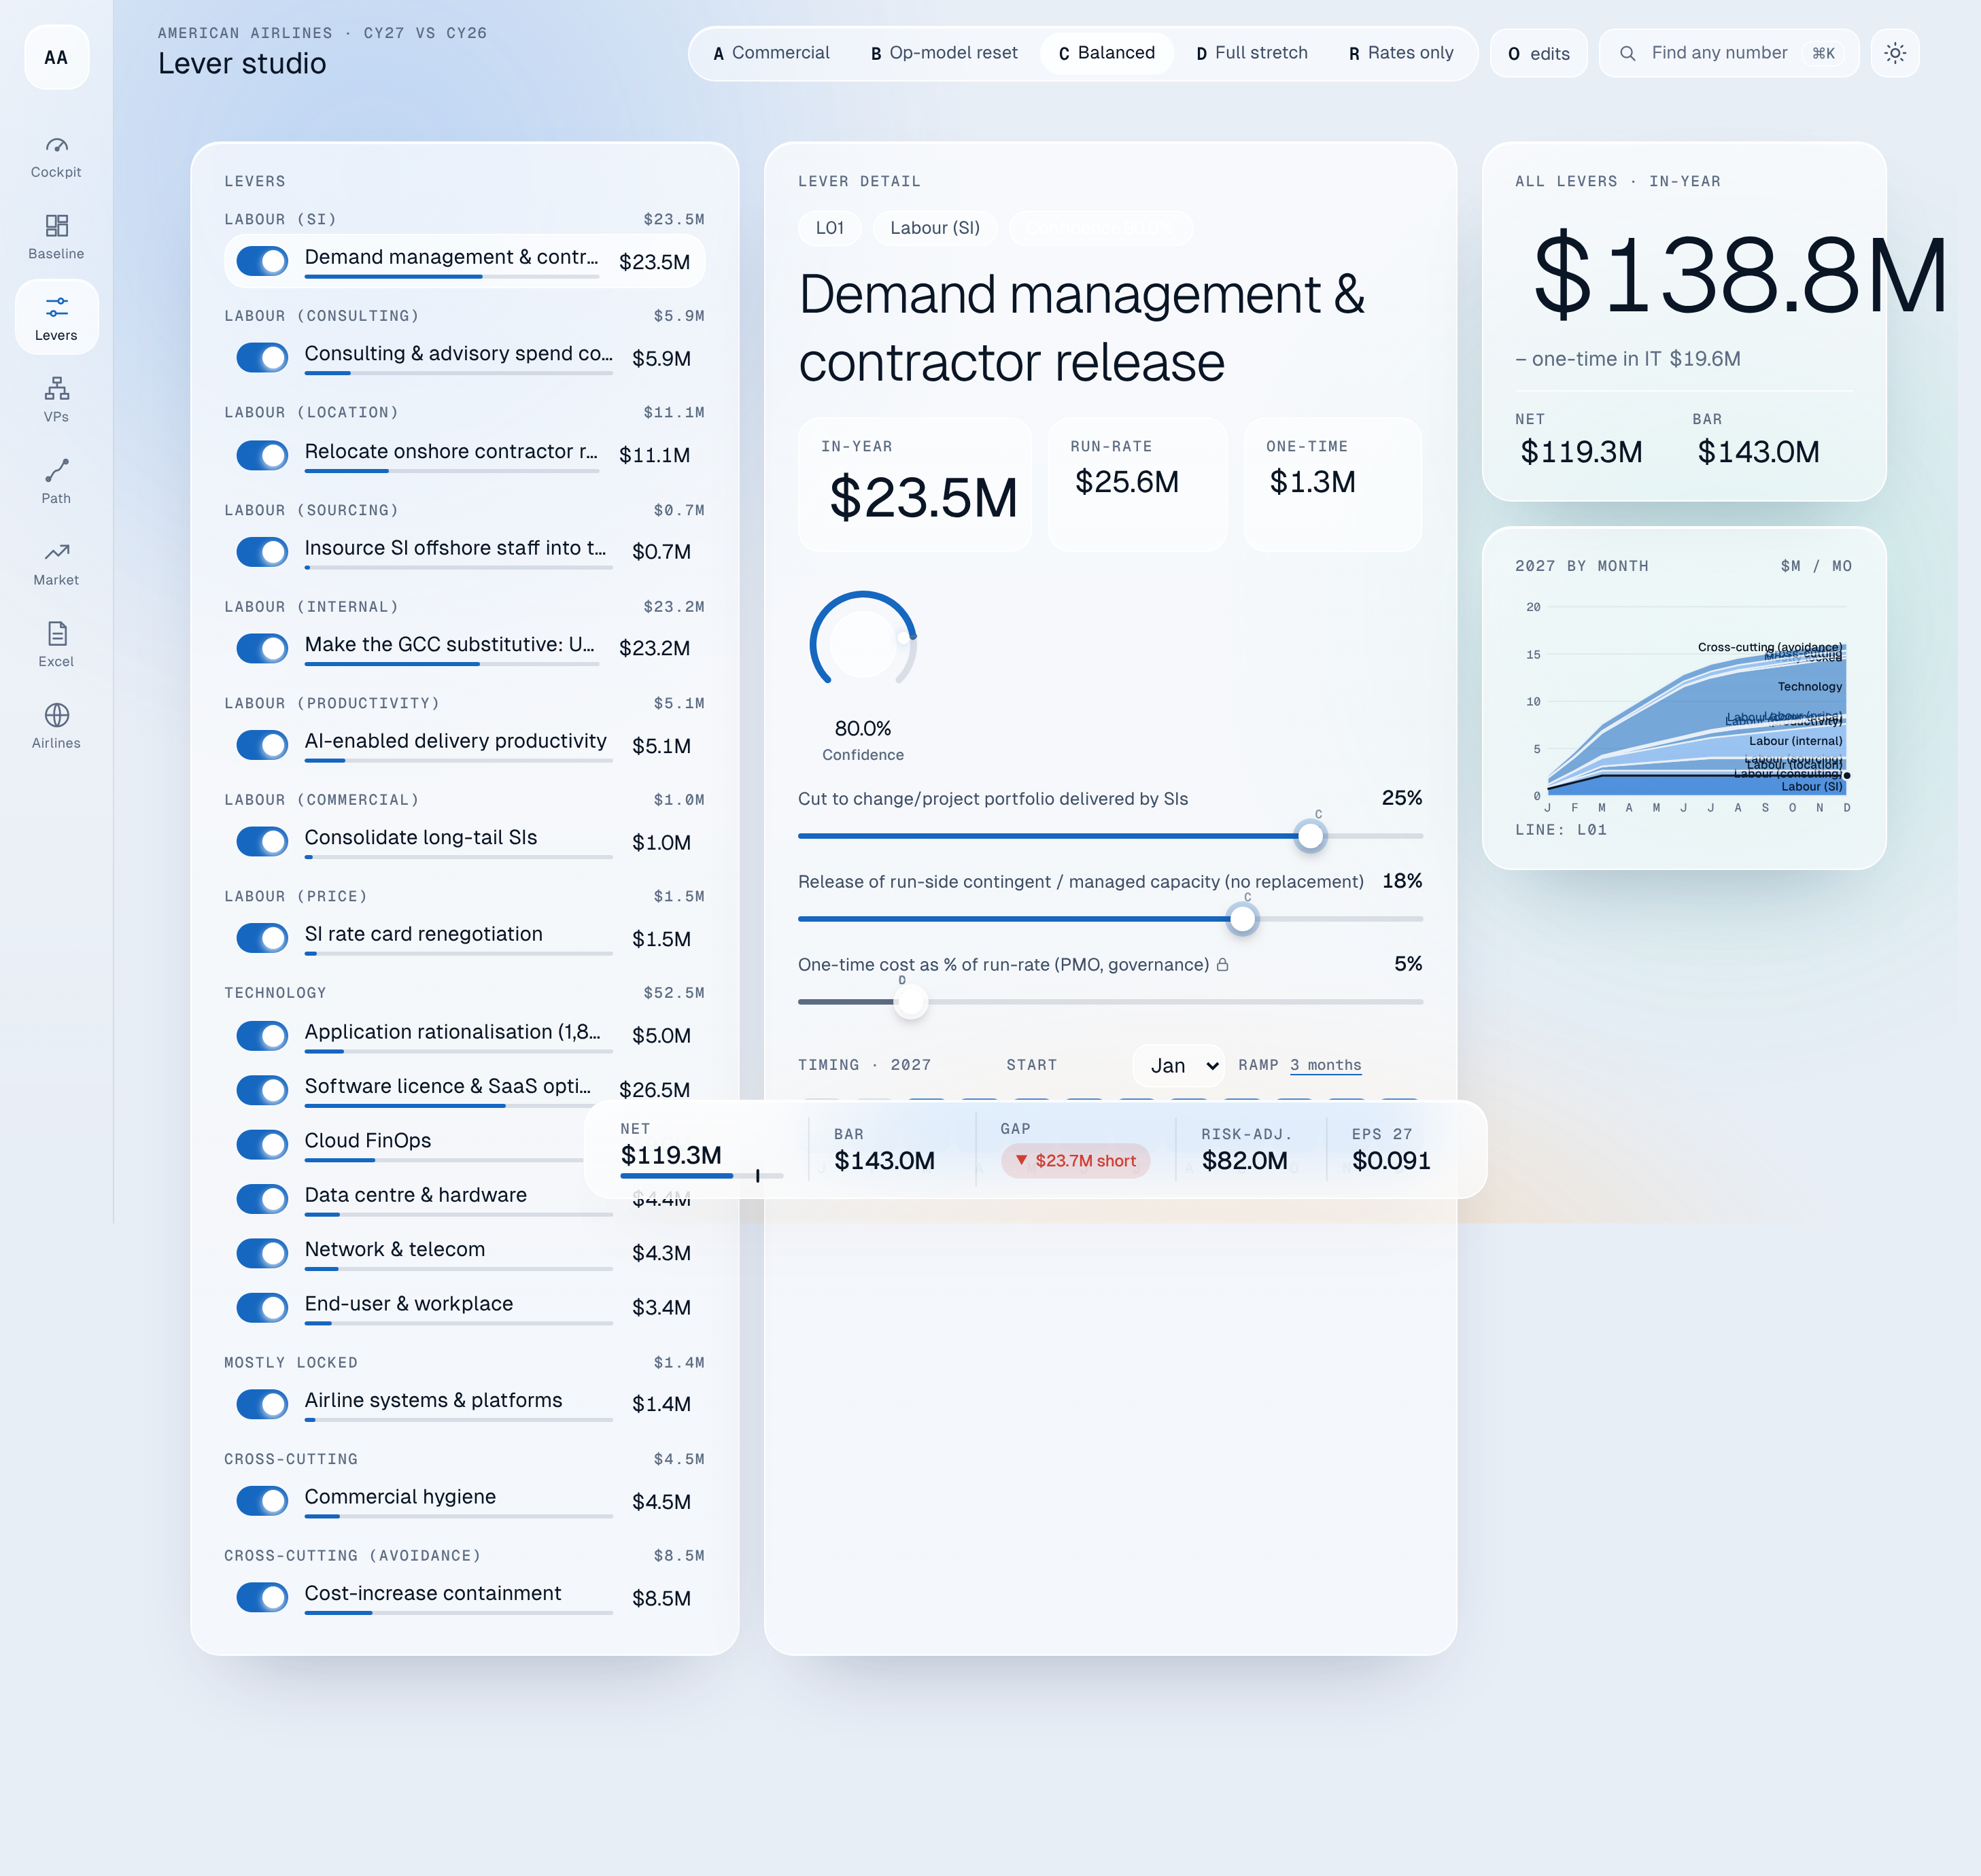 AA
AMERICAN AIRLINES · CY27 VS CY26
Lever studio
A Commercial
B Op-model reset
C Balanced
D Full stretch
R Rates only
0 edits
Find any number ⌘K
Cockpit
Baseline
Levers
VPs
Path
Market
Excel
Airlines
LEVERS
LABOUR (SI) $23.5M
Demand management & contr... $23.5M
LABOUR (CONSULTING) $5.9M
Consulting & advisory spend co... $5.9M
LABOUR (LOCATION) $11.1M
Relocate onshore contractor r... $11.1M
LABOUR (SOURCING) $0.7M
Insource SI offshore staff into t... $0.7M
LABOUR (INTERNAL) $23.2M
Make the GCC substitutive: U... $23.2M
LABOUR (PRODUCTIVITY) $5.1M
AI-enabled delivery productivity $5.1M
LABOUR (COMMERCIAL) $1.0M
Consolidate long-tail SIs $1.0M
LABOUR (PRICE) $1.5M
SI rate card renegotiation $1.5M
TECHNOLOGY $52.5M
Application rationalisation (1,8... $5.0M
Software licence & SaaS opti... $26.5M
Cloud FinOps
Data centre & hardware $4.4M
Network & telecom $4.3M
End-user & workplace $3.4M
MOSTLY LOCKED $1.4M
Airline systems & platforms $1.4M
CROSS-CUTTING $4.5M
Commercial hygiene $4.5M
CROSS-CUTTING (AVOIDANCE) $8.5M
Cost-increase containment $8.5M
LEVER DETAIL
L01 Labour (SI)
Demand management &
contractor release
IN-YEAR
$23.5M
RUN-RATE
$25.6M
ONE-TIME
$1.3M
80.0%
Confidence
Cut to change/project portfolio delivered by SIs 25%
C
Release of run-side contingent / managed capacity (no replacement) 18%
C
One-time cost as % of run-rate (PMO, governance) 5%
D
TIMING · 2027 START Jan RAMP 3 months
NET
$119.3M
BAR
$143.0M
GAP
▼ $23.7M short
RISK-ADJ.
$82.0M
EPS 27
$0.091
ALL LEVERS · IN-YEAR
$138.8M
– one-time in IT $19.6M
NET
$119.3M
BAR
$143.0M
2027 BY MONTH $M / MO
20
15
10
5
0
Cross-cutting (avoidance)
Technology
Labour (internal)
Labour (location)
Labour (consulting)
Labour (SI)
J F M A M J J A S O N D
LINE: L01